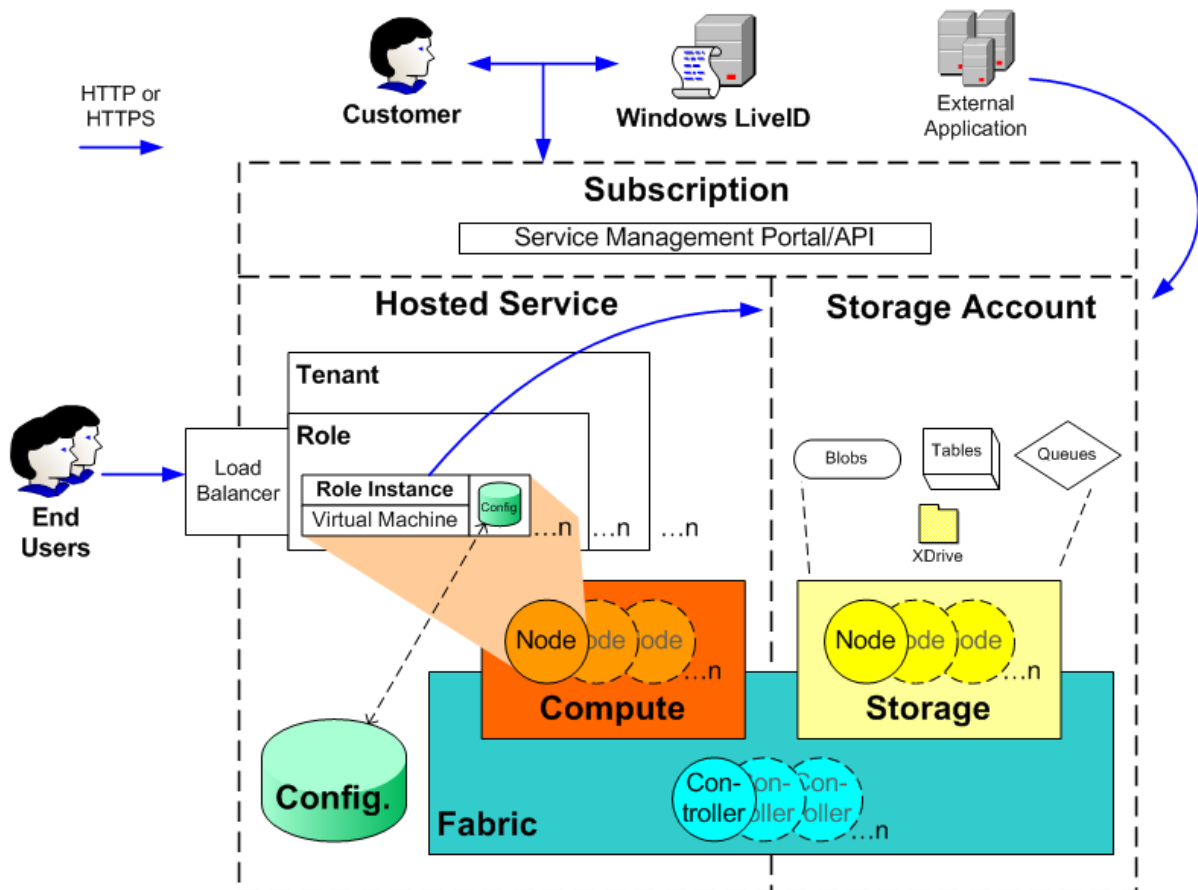 HTTP or
HTTPS
Customer
Windows LiveID
External
Application
Subscription
Service Management Portal/API
Hosted Service
Storage Account
Tenant
Role
Load
Balancer
Role Instance
Virtual Machine
Config
...n
...n
...n
End
Users
Blobs
Tables
Queues
XDrive
Node
ode
ode
...n
Compute
Node
ode
ode
...n
Storage
Config.
Con-
troller
Con-
oller
Con-
oller
...n
Fabric